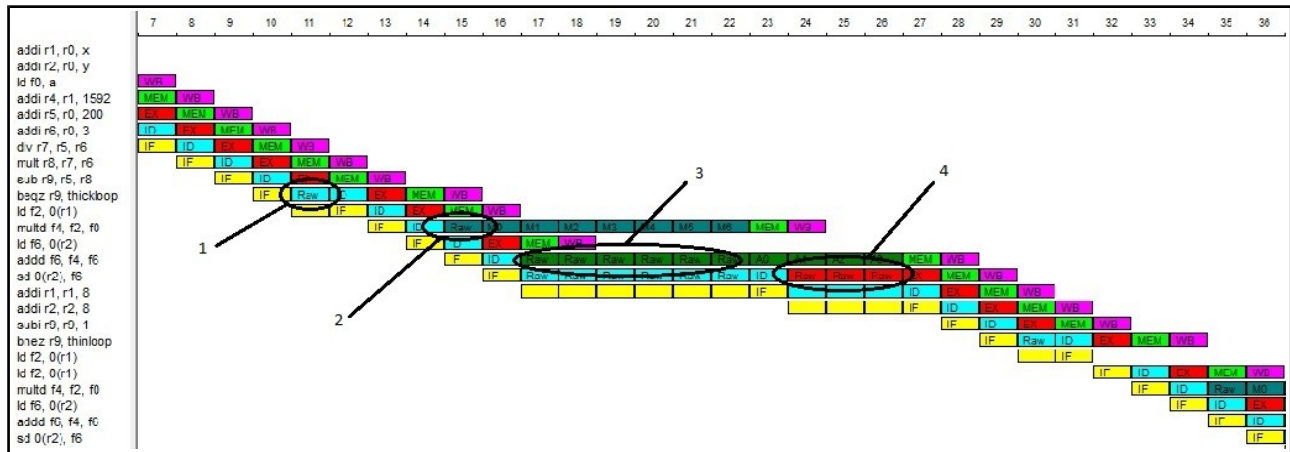 7 8 9 10 11 12 13 14 15 16 17 18 19 20 21 22 23 24 25 26 27 28 29 30 31 32 33 34 35 36
addi r1, r0, x
addi r2, r0, y
ld f0, a WB
addi r4, r1, 1592 MEM WB
addi r5, r0, 200 EX MEM WB
addi r6, r0, 3 ID EX MEM WB
div r7, r5, r6 IF ID EX MEM WB
mult r8, r7, r6 IF ID EX MEM WB
3
4
sub r9, r5, r8 IF ID MEM WB
beqz r9, thickloop IF Raw ID EX MEM WB
ld f2, 0(r1) IF ID EX MEM WB
multd f4, f2, f0 IF ID Raw M0 M1 M2 M3 M4 M5 M6 MEM WB
1
ld f6, 0(r2) IF ID EX MEM WB
addd f6, f4, f6 IF ID Raw Raw Raw Raw Raw Raw A0 A1 A2 A3 MEM WB
sd 0(r2), f6 IF Raw Raw Raw Raw Raw Raw ID Raw Raw Raw EX MEM WB
addi r1, r1, 8 IF ID EX MEM WB
2
addi r2, r2, 8 IF ID EX MEM WB
subi r9, r9, 1 IF ID EX MEM WB
bnez r9, thinloop IF Raw ID EX MEM WB
ld f2, 0(r1) IF
ld f2, 0(r1) IF ID EX MEM WB
multd f4, f2, f0 IF ID Raw M0
ld f6, 0(r2) IF ID EX
addd f6, f4, f6 IF ID
sd 0(r2), f6 IF